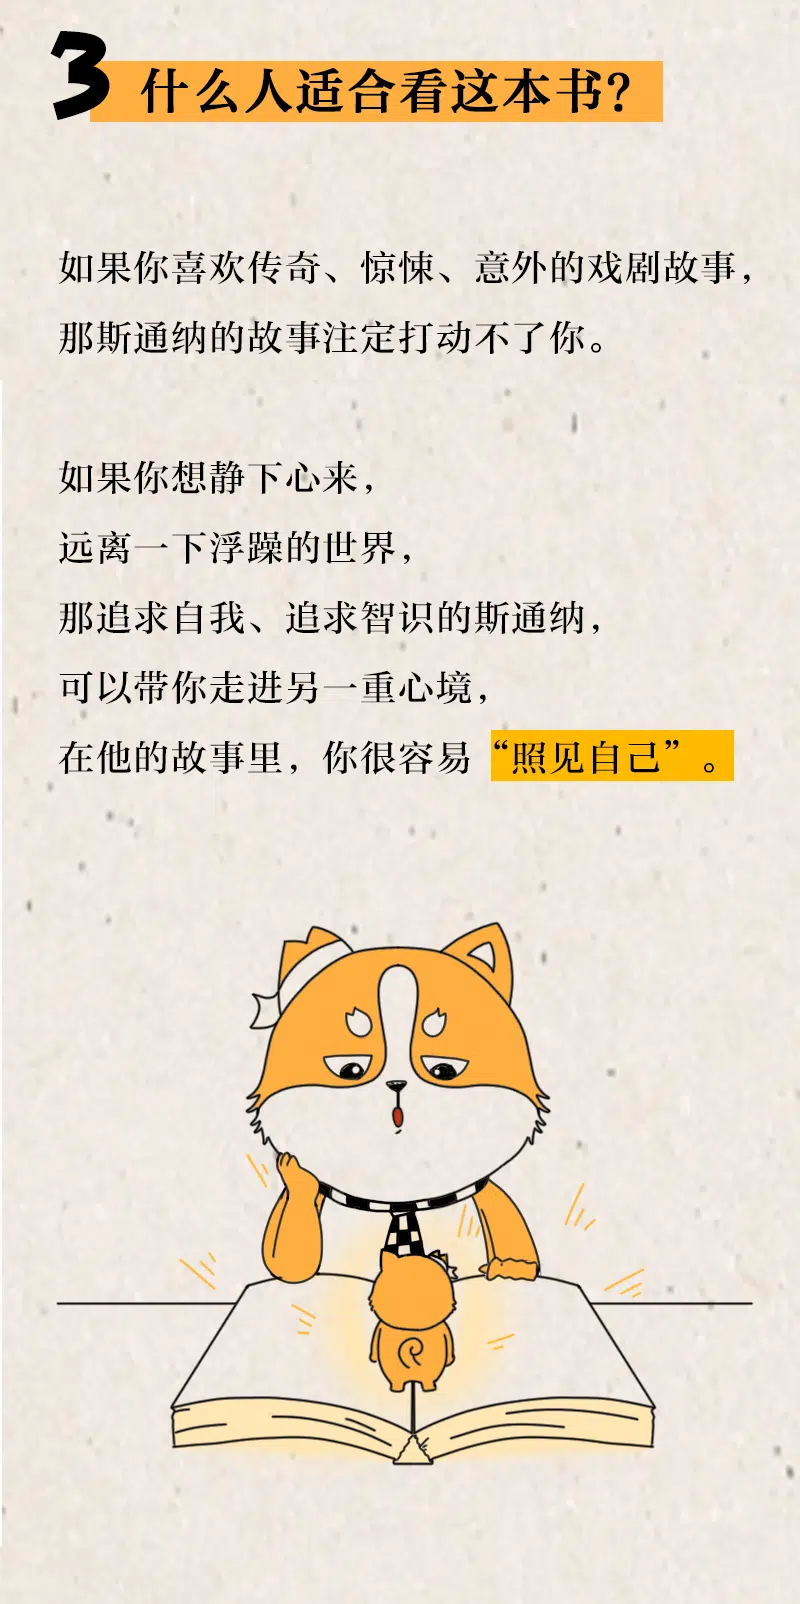 3 什么人适合看这本书？
如果你喜欢传奇、惊悚、意外的戏剧故事，
那斯通纳的故事注定打动不了你。
如果你想静下心来，
远离一下浮躁的世界，
那追求自我、追求智识的斯通纳，
可以带你走进另一重心境，
在他的故事里，你很容易“照见自己”。